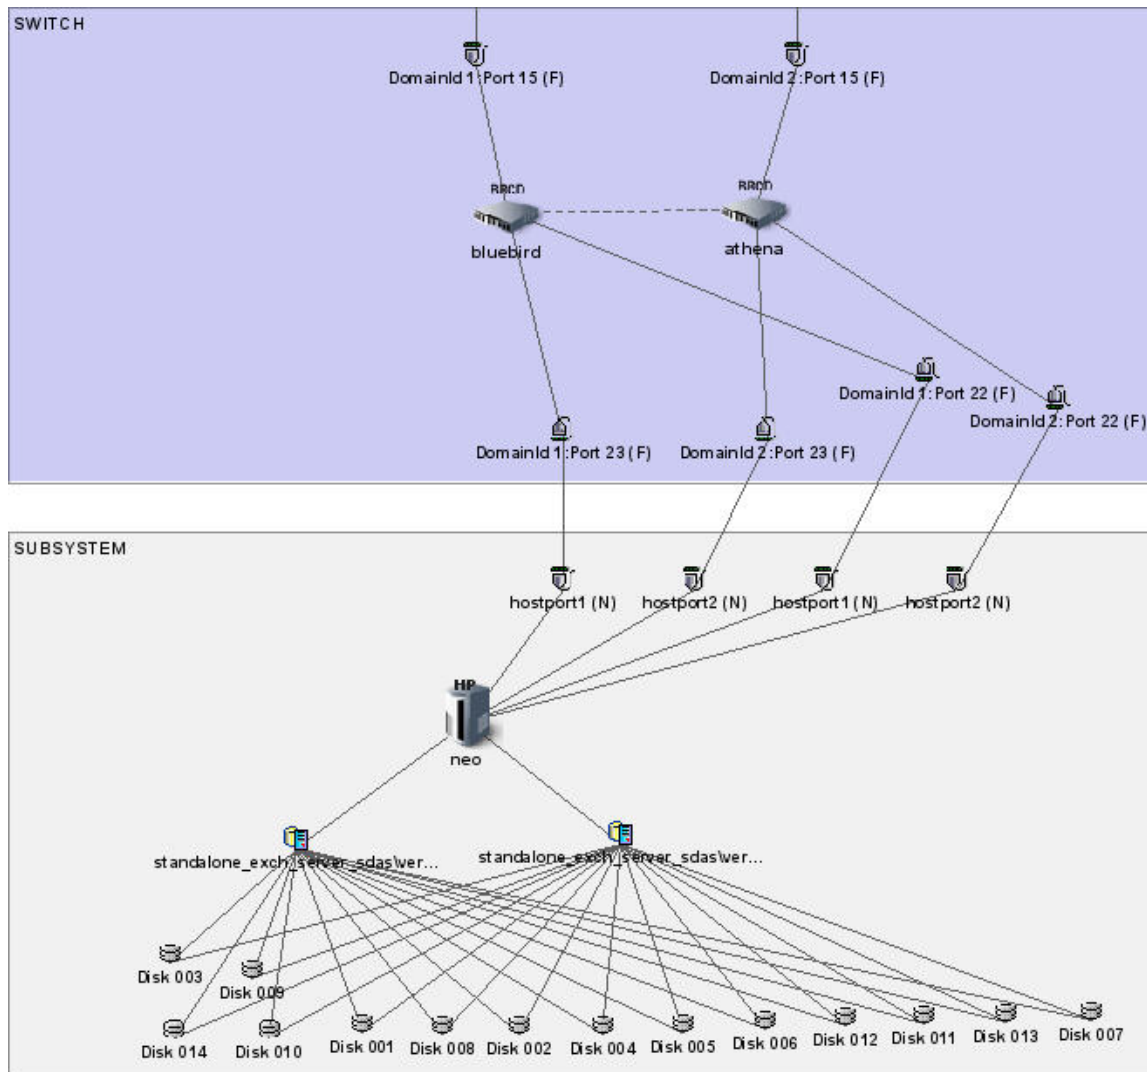 SWITCH
DomainId 1:Port 15 (F)
DomainId 2:Port 15 (F)
BRCD
BRCD
bluebird
athena
DomainId 1:Port 22 (F)
DomainId 2:Port 22 (F)
DomainId 1:Port 23 (F)
DomainId 2:Port 23 (F)
SUBSYSTEM
hostport1 (N)
hostport2 (N)
hostport1 (N)
hostport2 (N)
HP
neo
standalone_exch_server_sdas\ver...
standalone_exch_server_sdas\ver...
Disk 003
Disk 009
Disk 014
Disk 010
Disk 001
Disk 008
Disk 002
Disk 004
Disk 005
Disk 006
Disk 012
Disk 011
Disk 013
Disk 007